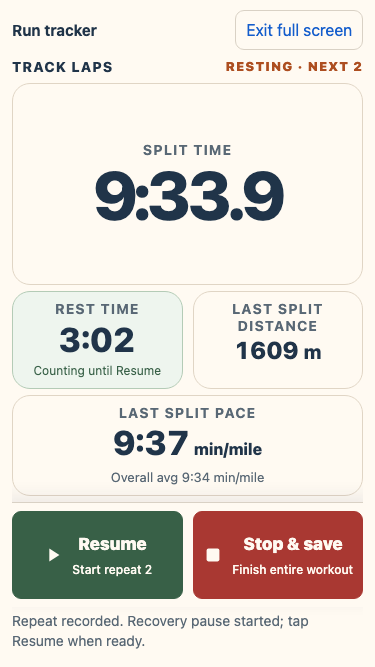 Run tracker
Exit full screen
TRACK LAPS
RESTING · NEXT 2
SPLIT TIME
9:33.9
REST TIME
3:02
Counting until Resume
LAST SPLIT
DISTANCE
1609 m
LAST SPLIT PACE
9:37 min/mile
Overall avg 9:34 min/mile
Resume
Start repeat 2
Stop & save
Finish entire workout
Repeat recorded. Recovery pause started; tap
Resume when ready.